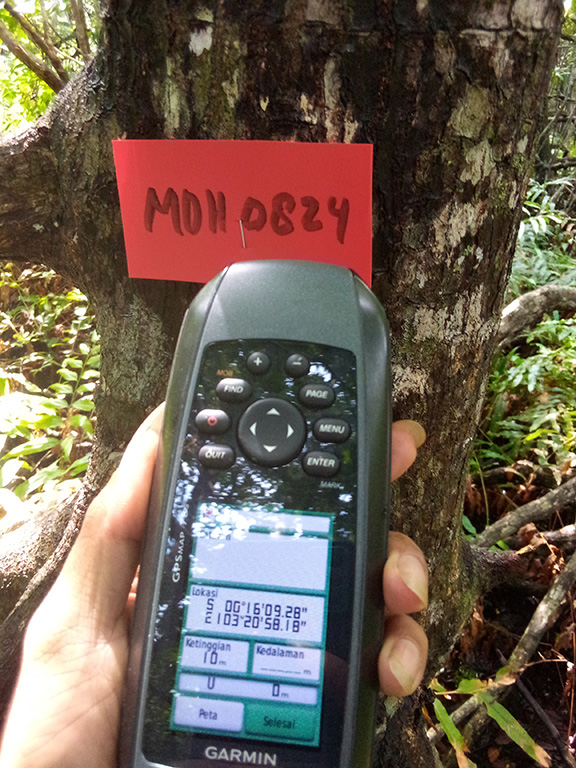 MDH 0824
MOB
FIND
PAGE
MENU
QUIT
ENTER
MARK
GPSMAP
Lokasi
S 00°16'09.28"
E103°20'58.18"
Ketinggian
10m
Kedalaman
_____m
U
0m
Peta
Selesai
GARMIN